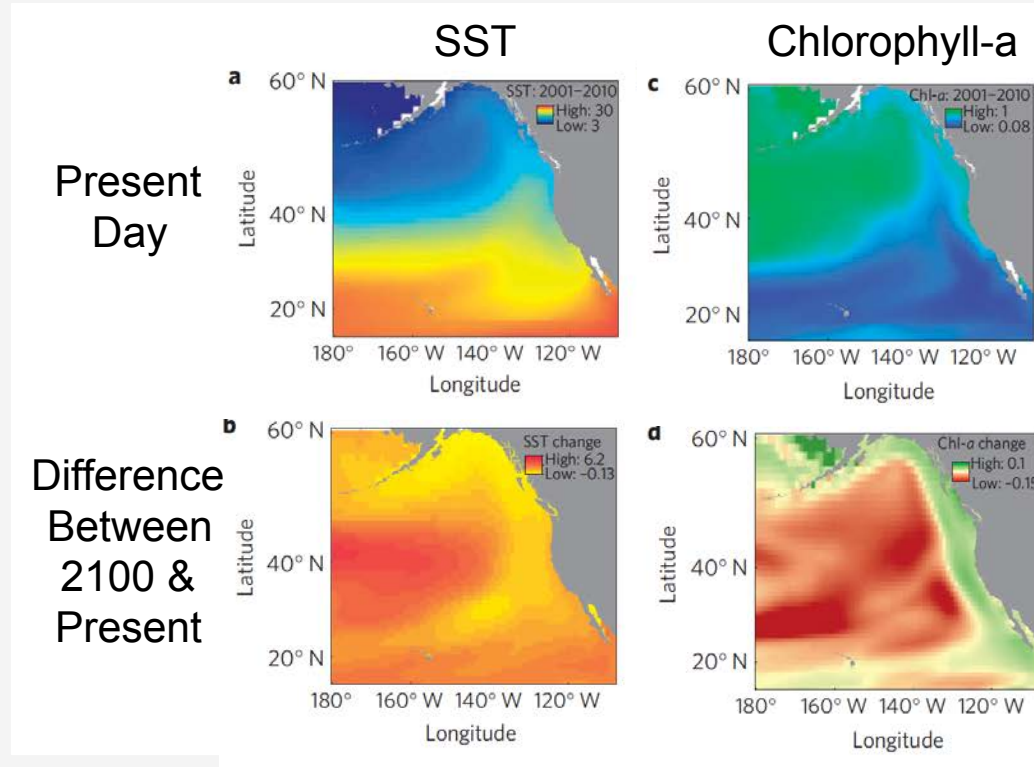 SST
Chlorophyll-a
Present
Day
a
60° N
40° N
20° N
Latitude
SST: 2001–2010
High: 30
Low: 3
180° 160° W 140° W 120° W
Longitude
c
60° N
40° N
20° N
Latitude
Chl-a: 2001–2010
High: 1
Low: 0.08
180° 160° W 140° W 120° W
Longitude
Difference
Between
2100 &
Present
b
60° N
40° N
20° N
Latitude
SST change
High: 6.2
Low: –0.13
180° 160° W 140° W 120° W
Longitude
d
60° N
40° N
20° N
Latitude
Chl-a change
High: 0.1
Low: –0.15
180° 160° W 140° W 120° W
Longitude